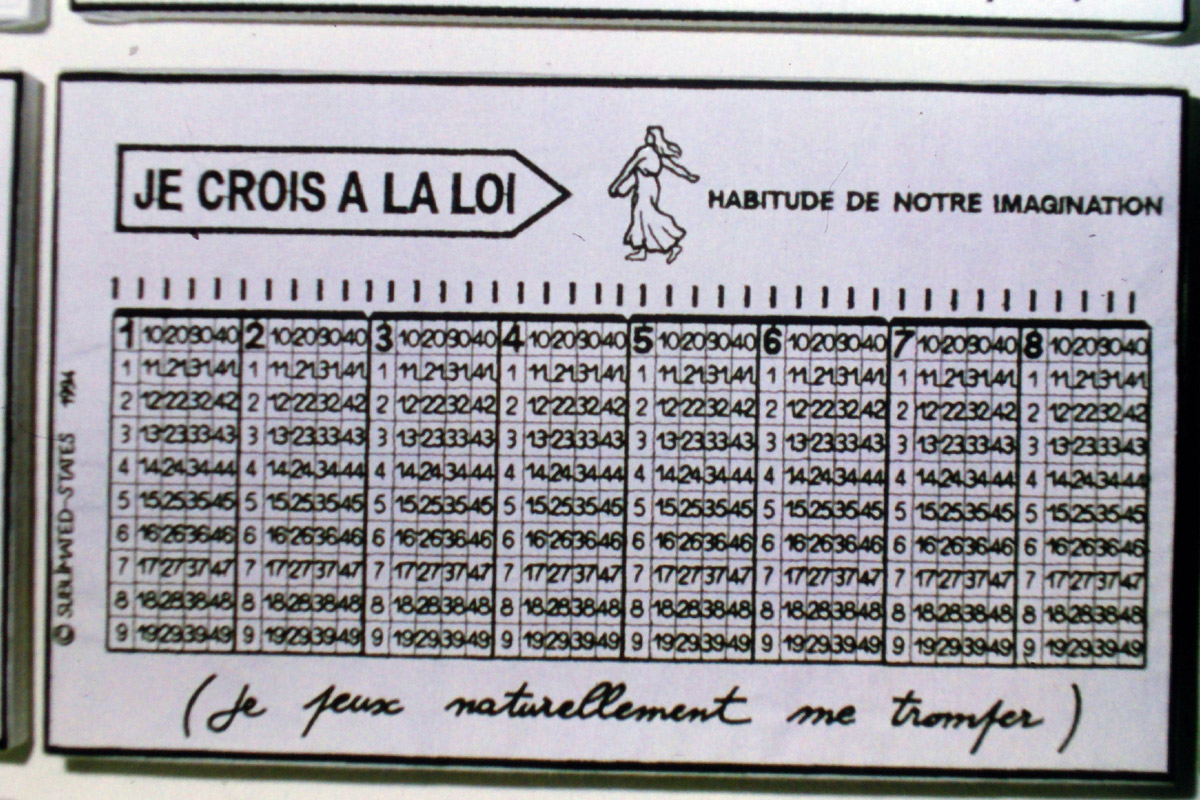 JE CROIS A LA LOI
HABITUDE DE NOTRE IMAGINATION
1 10 20 30 40 2 10 20 30 40 3 10 20 30 40 4 10 20 30 40 5 10 20 30 40 6 10 20 30 40 7 10 20 30 40 8 10 20 30 40
1 11 21 31 41 1 11 21 31 41 1 11 21 31 41 1 11 21 31 41 1 11 21 31 41 1 11 21 31 41 1 11 21 31 41 1 11 21 31 41
2 12 22 32 42 2 12 22 32 42 2 12 22 32 42 2 12 22 32 42 2 12 22 32 42 2 12 22 32 42 2 12 22 32 42 2 12 22 32 42
3 13 23 33 43 3 13 23 33 43 3 13 23 33 43 3 13 23 33 43 3 13 23 33 43 3 13 23 33 43 3 13 23 33 43 3 13 23 33 43
4 14 24 34 44 4 14 24 34 44 4 14 24 34 44 4 14 24 34 44 4 14 24 34 44 4 14 24 34 44 4 14 24 34 44 4 14 24 34 44
5 15 25 35 45 5 15 25 35 45 5 15 25 35 45 5 15 25 35 45 5 15 25 35 45 5 15 25 35 45 5 15 25 35 45 5 15 25 35 45
6 16 26 36 46 6 16 26 36 46 6 16 26 36 46 6 16 26 36 46 6 16 26 36 46 6 16 26 36 46 6 16 26 36 46 6 16 26 36 46
7 17 27 37 47 7 17 27 37 47 7 17 27 37 47 7 17 27 37 47 7 17 27 37 47 7 17 27 37 47 7 17 27 37 47 7 17 27 37 47
8 18 28 38 48 8 18 28 38 48 8 18 28 38 48 8 18 28 38 48 8 18 28 38 48 8 18 28 38 48 8 18 28 38 48 8 18 28 38 48
9 19 29 39 49 9 19 29 39 49 9 19 29 39 49 9 19 29 39 49 9 19 29 39 49 9 19 29 39 49 9 19 29 39 49 9 19 29 39 49
(je peux naturellement me tromper)
© SUBLIMATED-STATES 1994